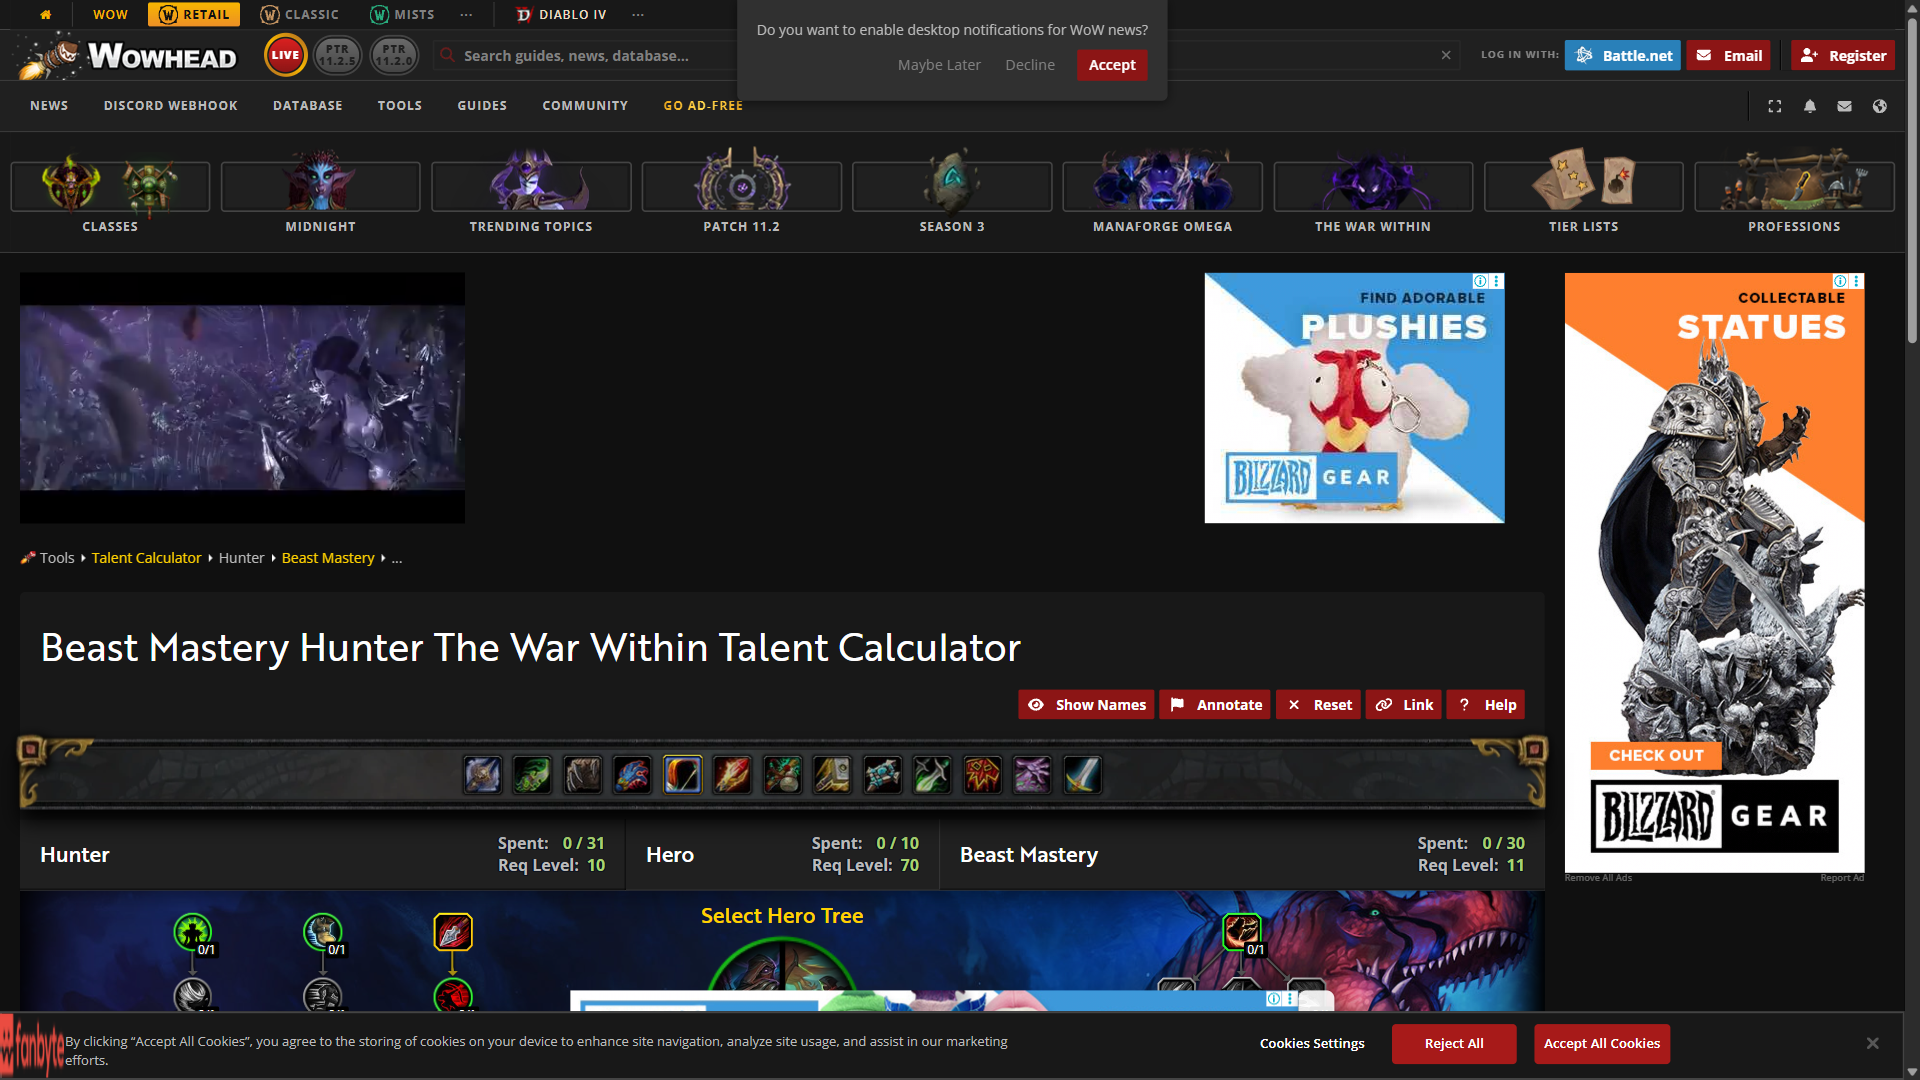 WOW
RETAIL
CLASSIC
MISTS
DIABLO IV
WOWHEAD
LIVE
PTR 11.2.5
PTR 11.2.0
Search guides, news, database...
Do you want to enable desktop notifications for WoW news?
Maybe Later
Decline
Accept
LOG IN WITH:
Battle.net
Email
Register
NEWS
DISCORD WEBHOOK
DATABASE
TOOLS
GUIDES
COMMUNITY
GO AD-FREE
CLASSES
MIDNIGHT
TRENDING TOPICS
PATCH 11.2
SEASON 3
MANAFORGE OMEGA
THE WAR WITHIN
TIER LISTS
PROFESSIONS
FIND ADORABLE
PLUSHIES
BLIZZARD GEAR
COLLECTABLE
STATUES
CHECK OUT
BLIZZARD GEAR
Remove All Ads
Report Ad
Tools
Talent Calculator
Hunter
Beast Mastery
...
Beast Mastery Hunter The War Within Talent Calculator
Show Names
Annotate
Reset
Link
Help
Hunter
Spent: 0 / 31
Req Level: 10
Hero
Spent: 0 / 10
Req Level: 70
Beast Mastery
Spent: 0 / 30
Req Level: 11
Select Hero Tree
0/1
0/1
0/1
fanbyte
By clicking “Accept All Cookies”, you agree to the storing of cookies on your device to enhance site navigation, analyze site usage, and assist in our marketing
efforts.
Cookies Settings
Reject All
Accept All Cookies